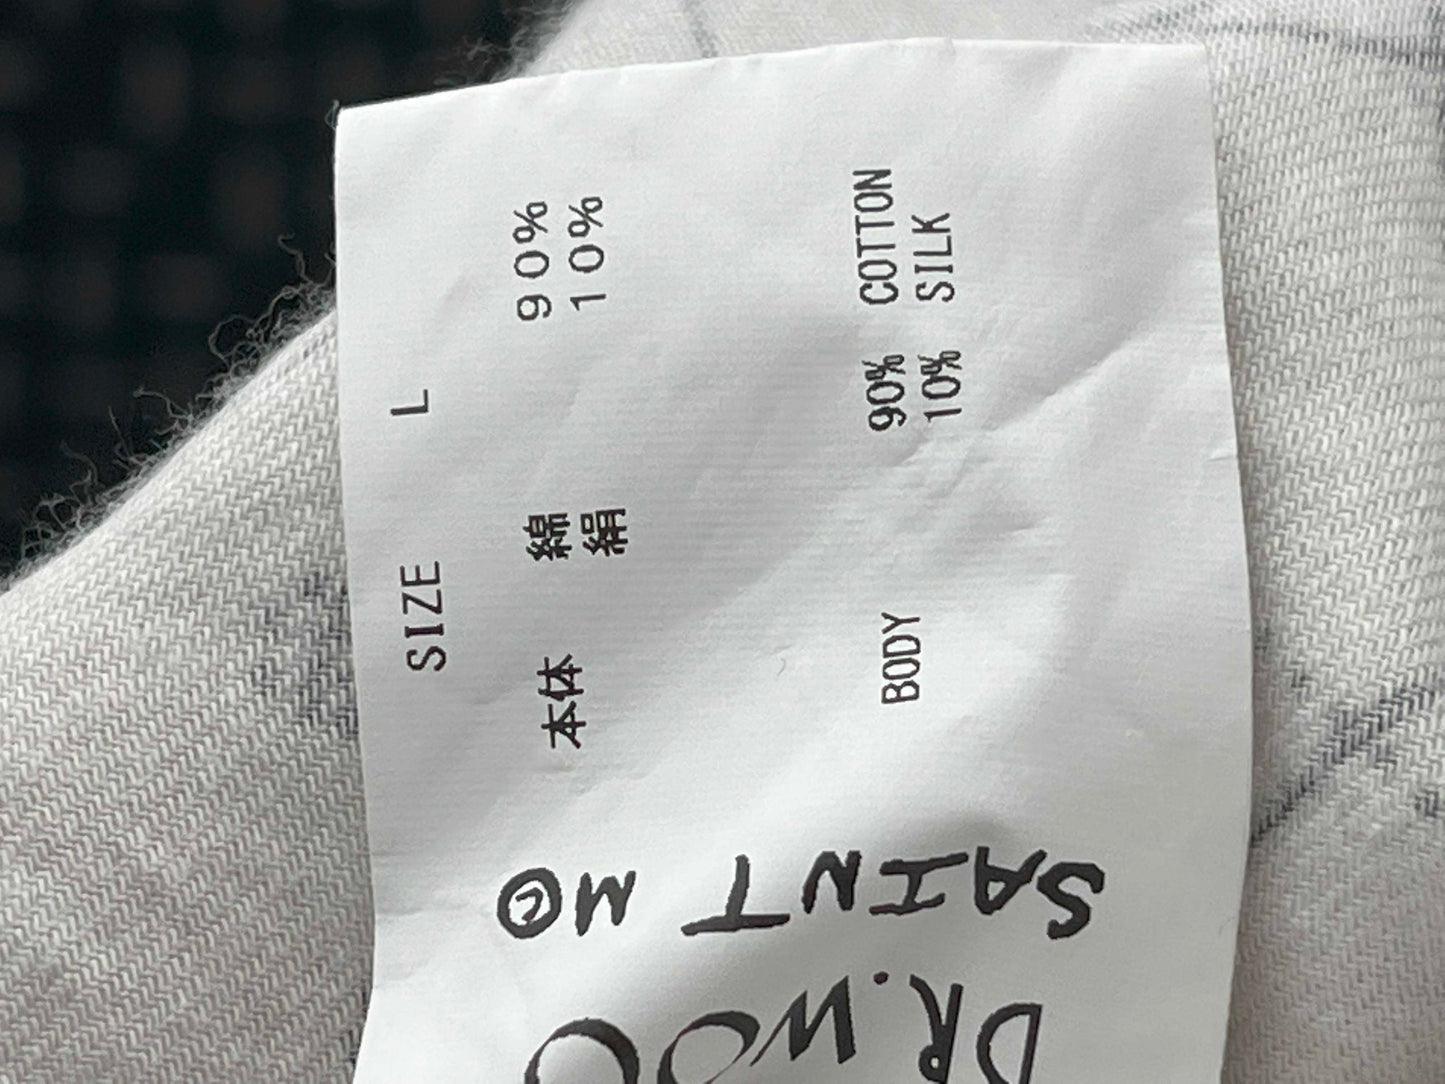 SIZE L
本体 綿 90%
絹 10%
BODY 90% COTTON
10% SILK
SAINT M©
DR.WOO